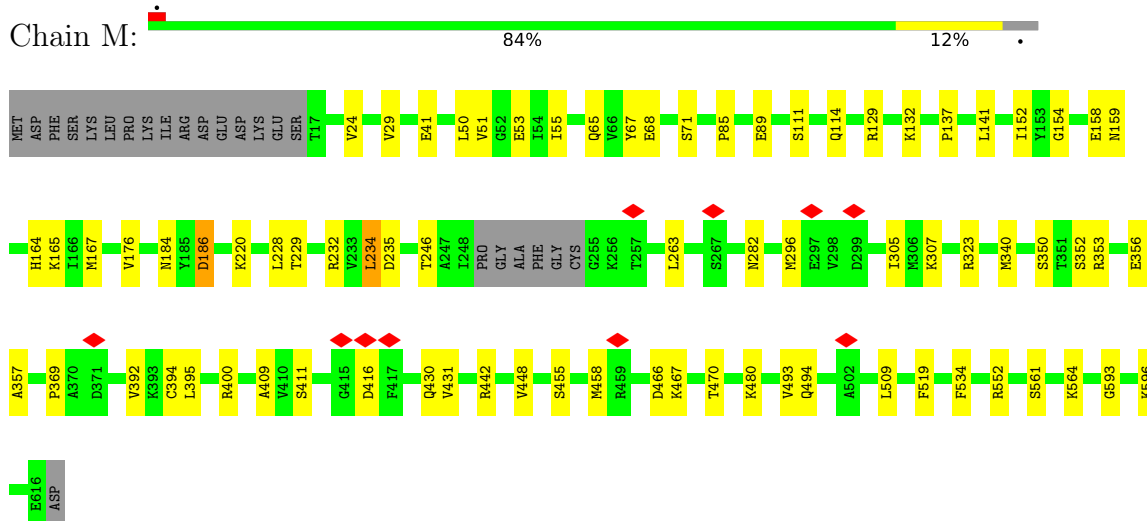 Chain M:
84% 12%
MET ASP PHE SER LYS LEU PRO LYS ILE ARG ASP GLU ASP LYS GLU SER T17 V24 V29 E41 L50 V51 G52 E53 I54 I55 Q65 V66 Y67 E68 S71 P85 E89 S111 Q114 R129 K132 P137 L141 I152 Y153 G154 E158 N159
H164 K165 I166 M167 V176 N184 Y185 D186 K220 L228 T229 R232 V233 L234 D235 T246 A247 I248 PRO GLY ALA PHE GLY CYS G255 K256 T257 L263 S267 N282 M296 E297 V298 D299 I305 M306 K307 R323 M340 S350 T351 S352 R353 E356
A357 P369 A370 D371 V392 K393 C394 L395 R400 A409 V410 S411 G415 D416 F417 Q430 V431 R442 V448 S455 M458 R459 D466 K467 T470 K480 V493 Q494 A502 L509 F519 F534 R552 S561 K564 G593 K596
E616 ASP